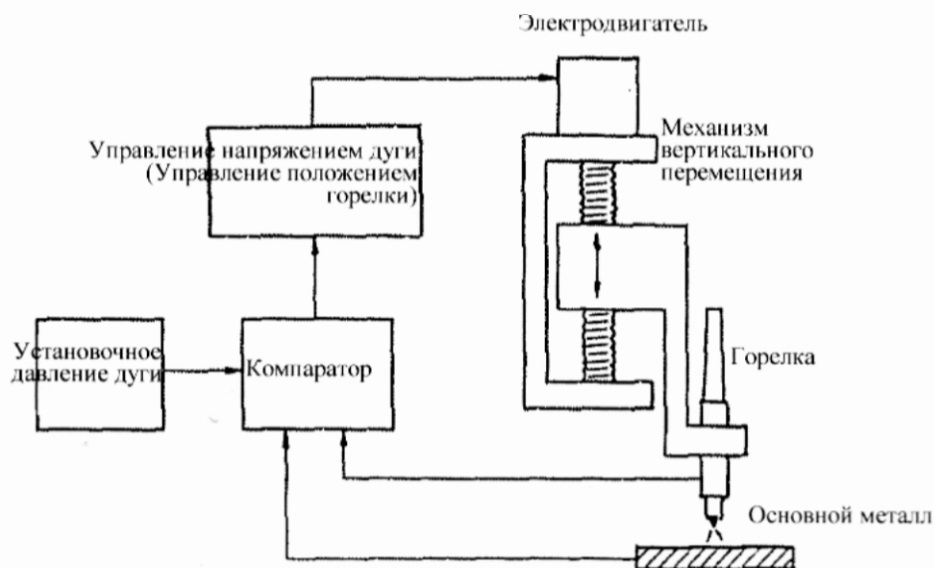 Электродвигатель
Механизм
вертикального
перемещения
Управление напряжением дуги
(Управление положением
горелки)
Установочное
давление дуги
Компаратор
Горелка
Основной металл